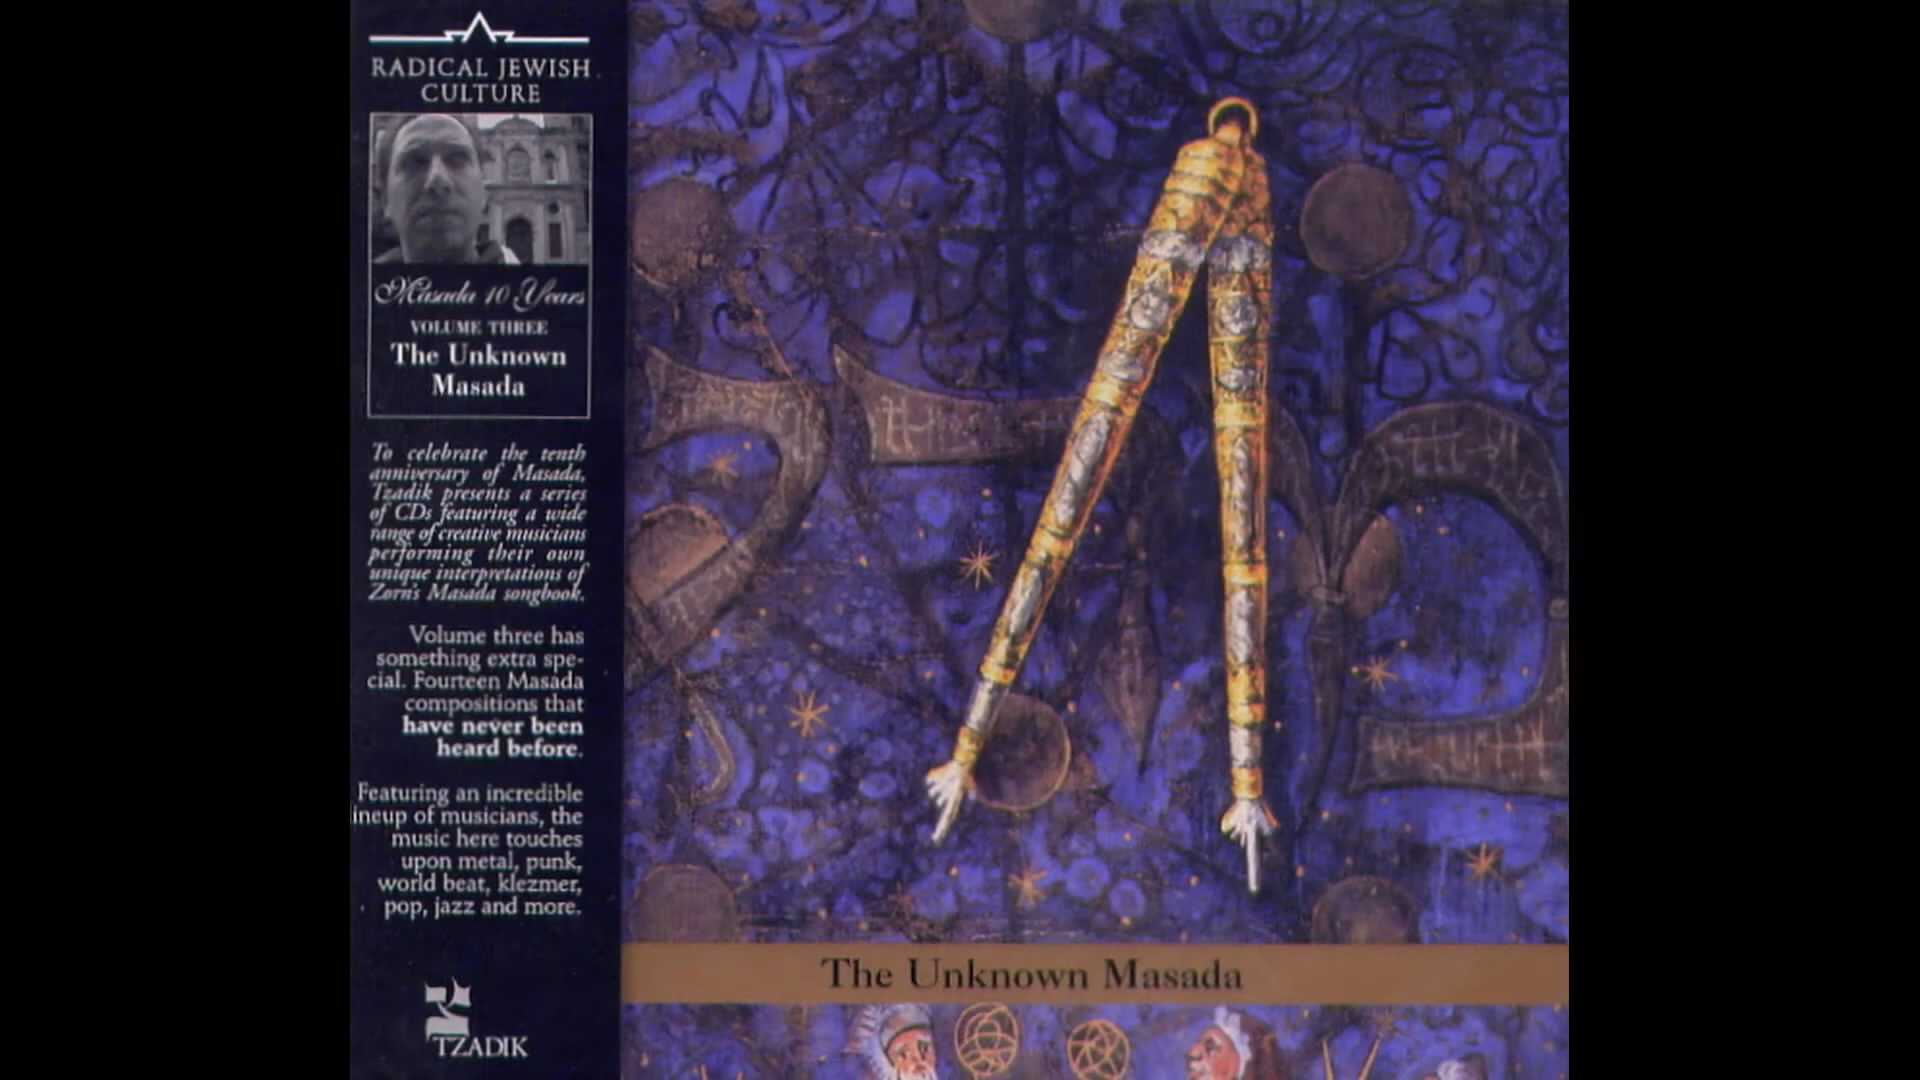 RADICAL JEWISH
CULTURE
Masada 10 Years
VOLUME THREE
The Unknown
Masada
To celebrate the tenth
anniversary of Masada,
Tzadik presents a series
of CDs featuring a wide
range of creative musicians
performing their own
unique interpretations of
Zorn's Masada songbook.
Volume three has
something extra spe-
cial. Fourteen Masada
compositions that
have never been
heard before.
Featuring an incredible
ineup of musicians, the
music here touches
upon metal, punk,
world beat, klezmer,
pop, jazz and more.
TZADIK
The Unknown Masada